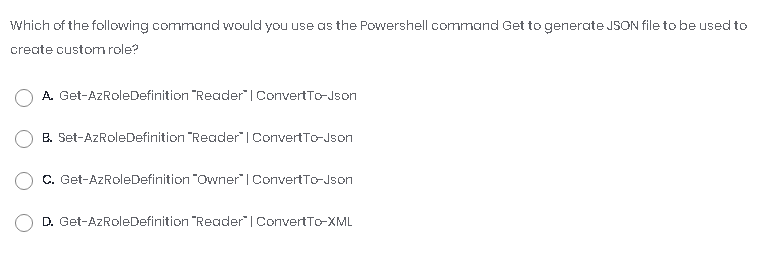 Which of the following command would you use as the Powershell command Get to generate JSON file to be used to
create custom role?
A. Get-AzRoleDefinition "Reader" | ConvertTo-Json
B. Set-AzRoleDefinition "Reader" | ConvertTo-Json
C. Get-AzRoleDefinition "Owner" | ConvertTo-Json
D. Get-AzRoleDefinition "Reader" | ConvertTo-XML